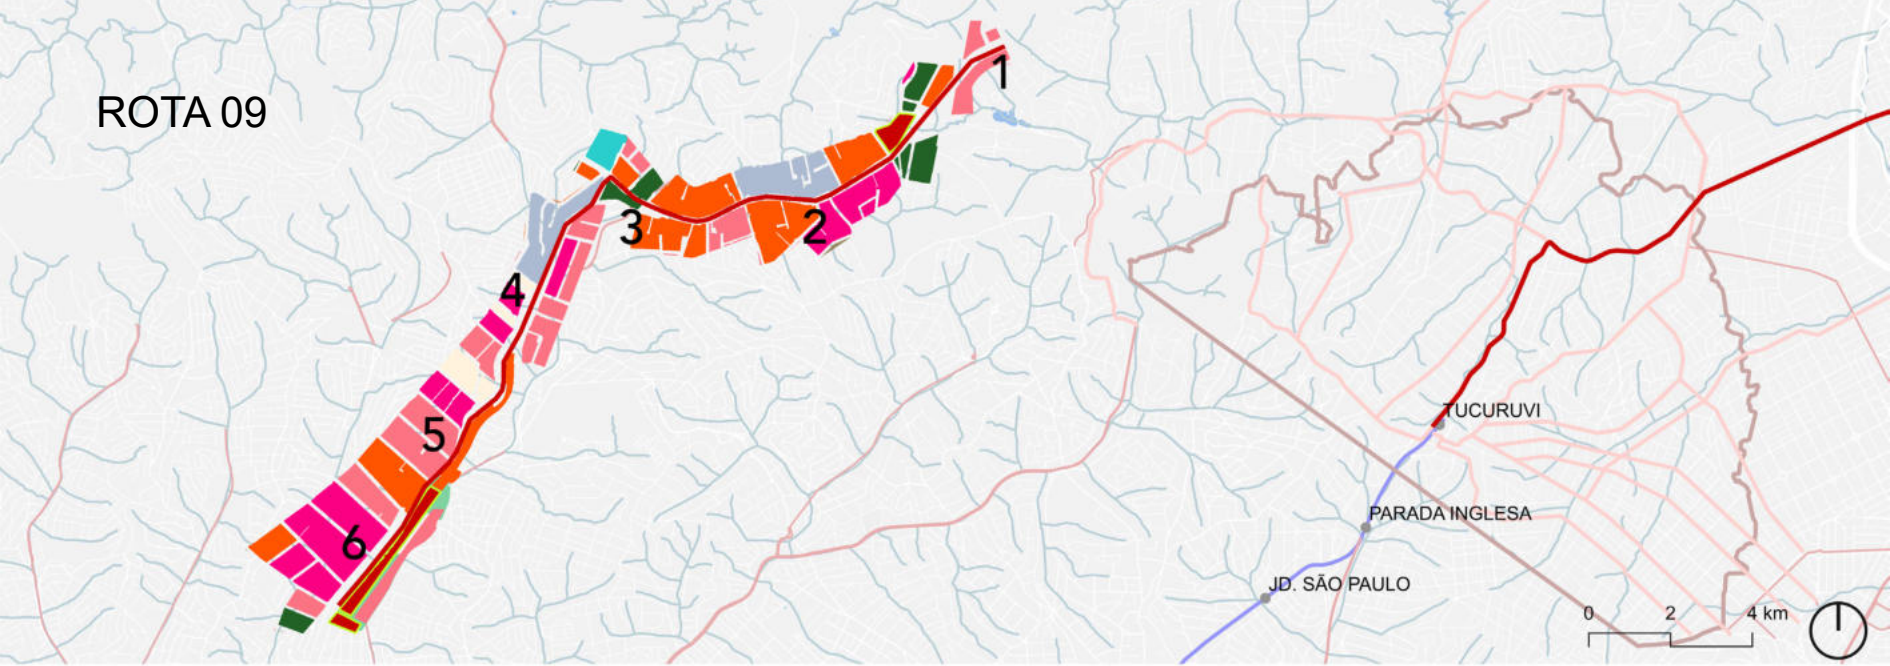 ROTA 09
1
2
3
4
5
6
TUCURUVI
PARADA INGLESA
JD. SÃO PAULO
0 2 4 km